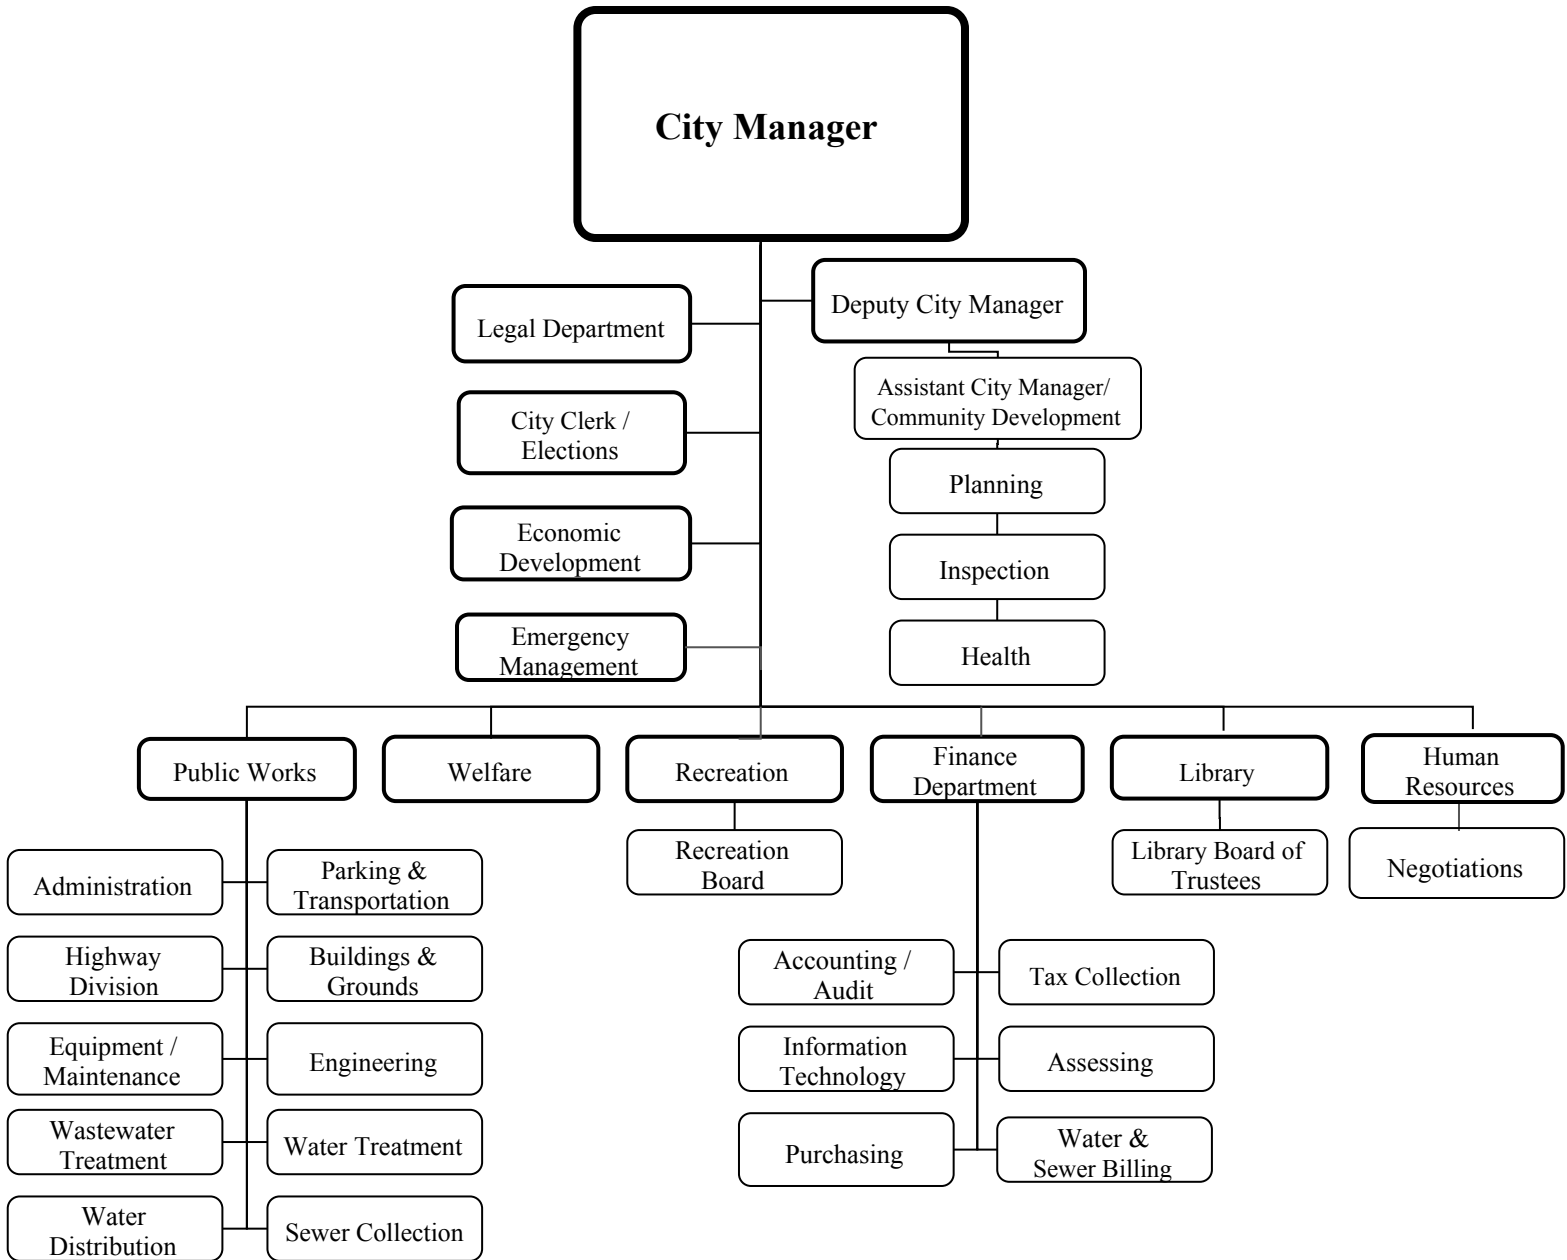 City Manager
Deputy City Manager
Legal Department
Assistant City Manager/
Community Development
City Clerk /
Elections
Planning
Economic
Development
Inspection
Emergency
Management
Health
Public Works
Welfare
Recreation
Finance
Department
Library
Human
Resources
Recreation
Board
Library Board of
Trustees
Negotiations
Administration
Parking &
Transportation
Highway
Division
Buildings &
Grounds
Equipment /
Maintenance
Engineering
Wastewater
Treatment
Water Treatment
Water
Distribution
Sewer Collection
Accounting /
Audit
Tax Collection
Information
Technology
Assessing
Purchasing
Water &
Sewer Billing